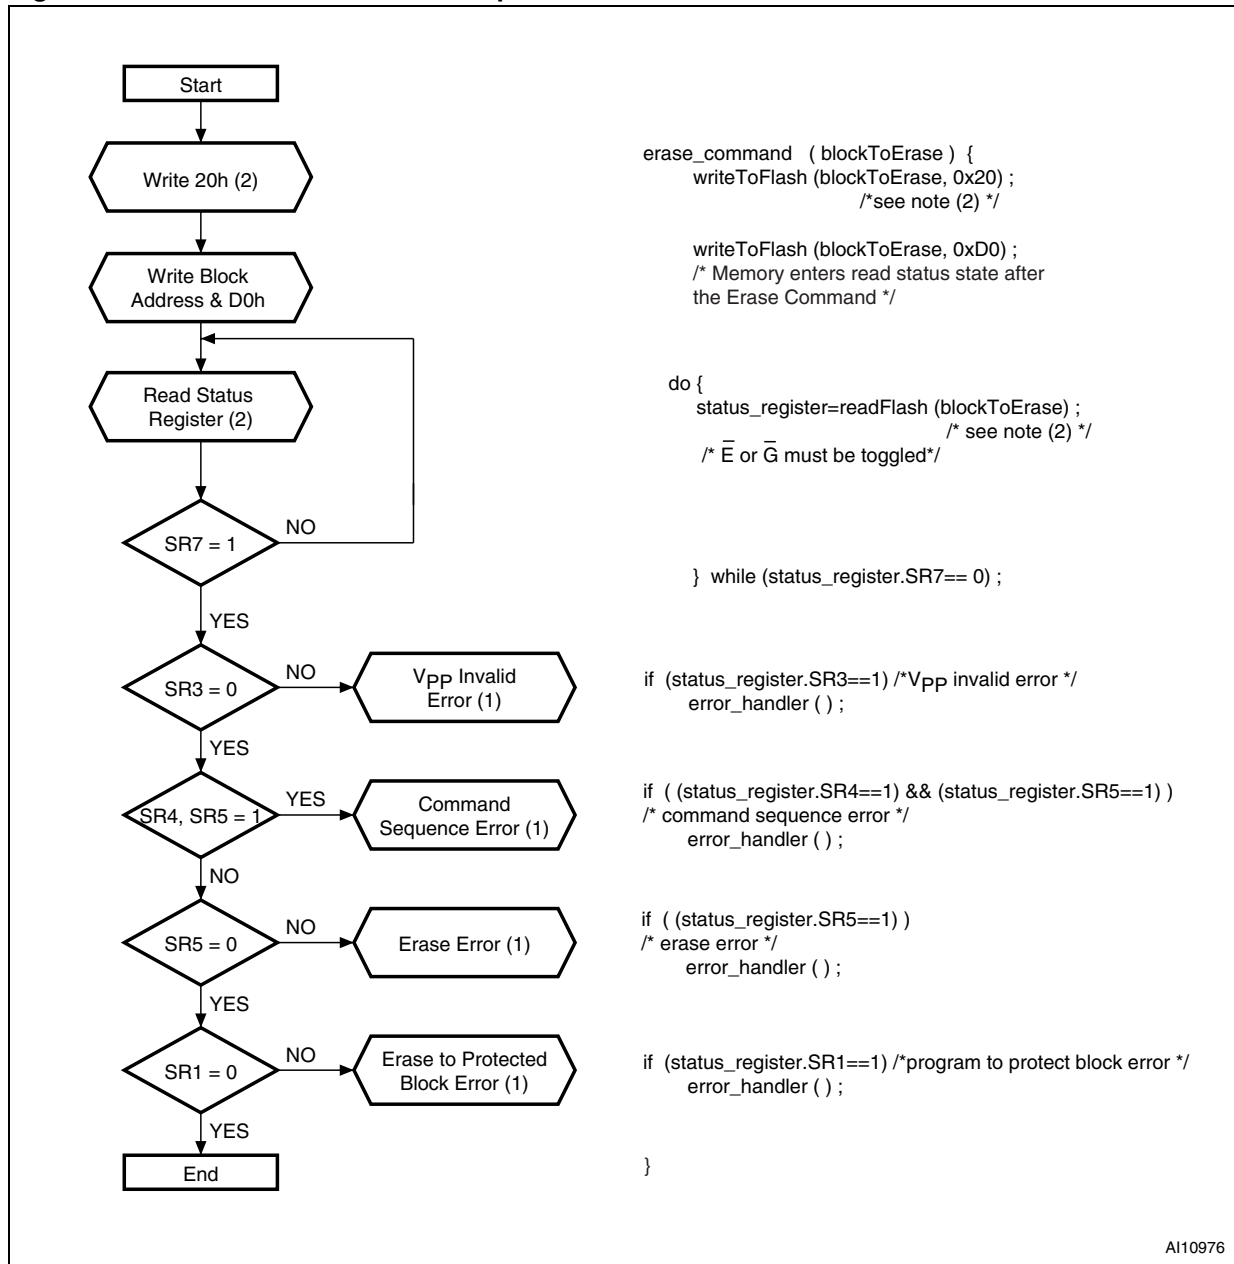 Start
Write 20h (2)
Write Block
Address & D0h
Read Status
Register (2)
SR7 = 1
NO
YES
SR3 = 0
NO
VPP Invalid
Error (1)
YES
SR4, SR5 = 1
YES
Command
Sequence Error (1)
NO
SR5 = 0
NO
Erase Error (1)
YES
SR1 = 0
NO
Erase to Protected
Block Error (1)
YES
End
erase_command ( blockToErase ) {
writeToFlash (blockToErase, 0x20) ;
/*see note (2) */
writeToFlash (blockToErase, 0xD0) ;
/* Memory enters read status state after
the Erase Command */
do {
status_register=readFlash (blockToErase) ;
/* see note (2) */
/* E̅ or G̅ must be toggled*/
} while (status_register.SR7== 0) ;
if (status_register.SR3==1) /*VPP invalid error */
error_handler ( ) ;
if ( (status_register.SR4==1) && (status_register.SR5==1) )
/* command sequence error */
error_handler ( ) ;
if ( (status_register.SR5==1) )
/* erase error */
error_handler ( ) ;
if (status_register.SR1==1) /*program to protect block error */
error_handler ( ) ;
}
AI10976